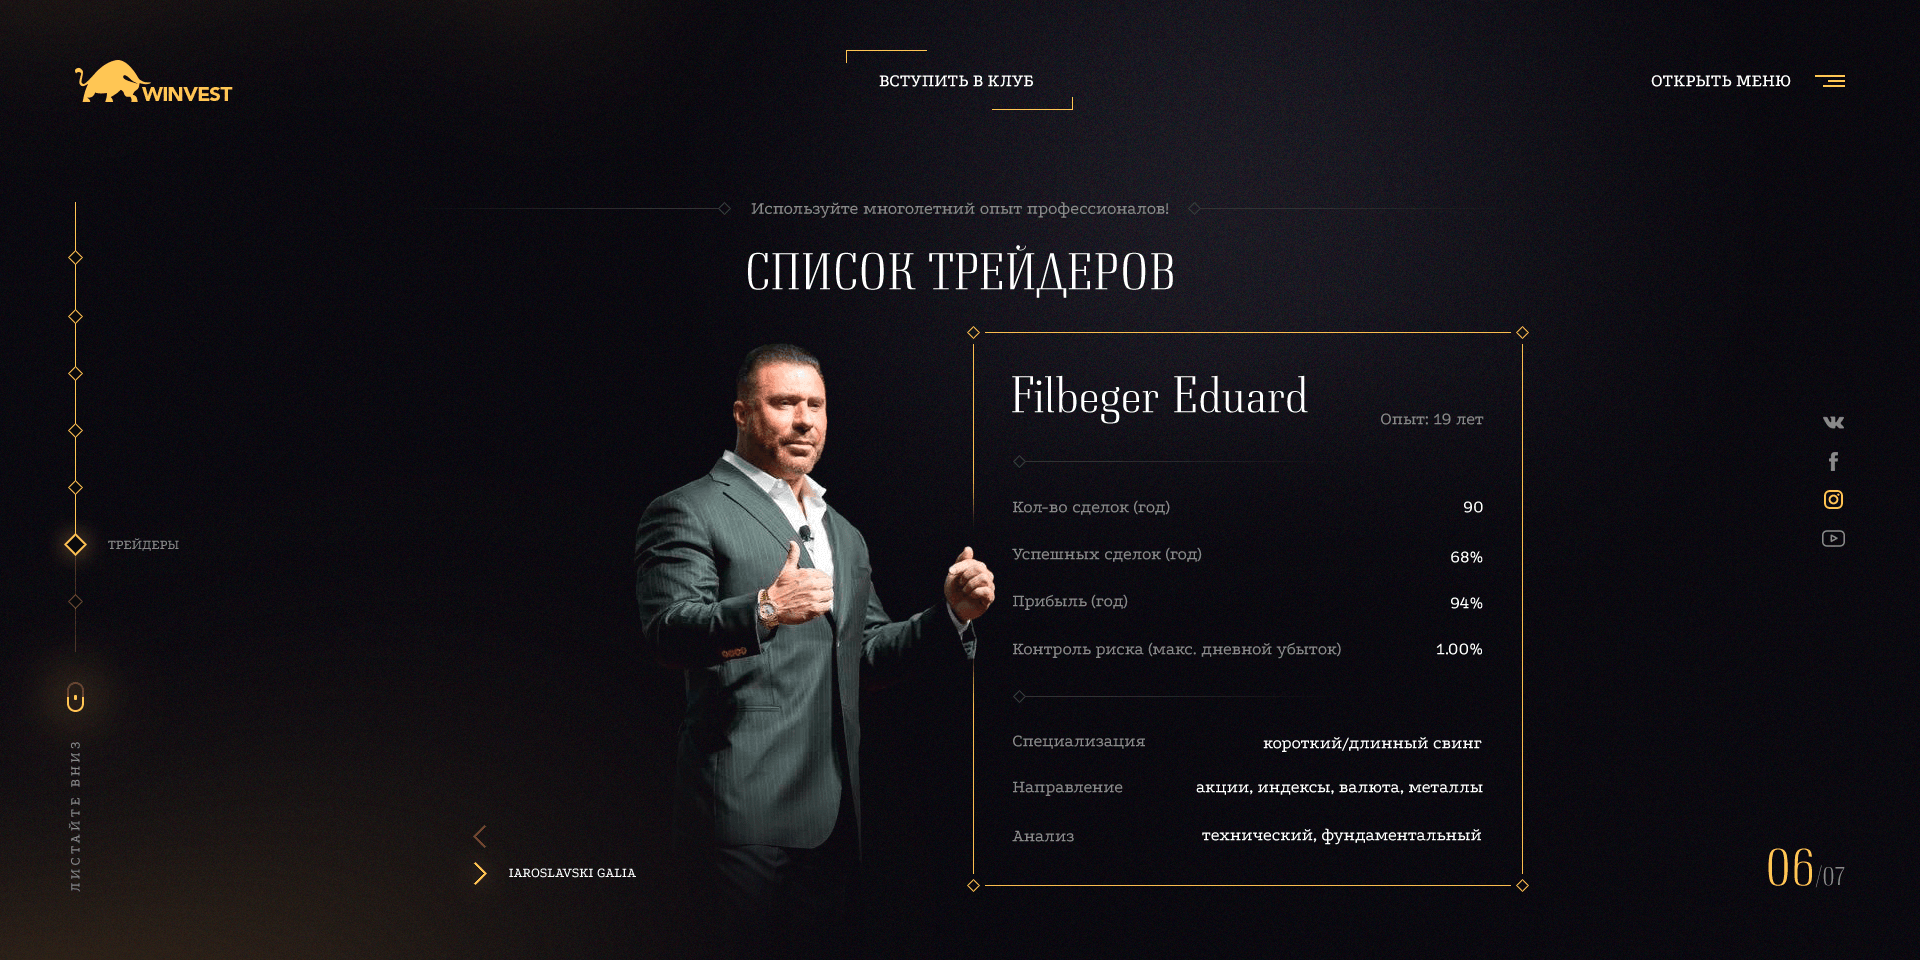 WINVEST
ВСТУПИТЬ В КЛУБ
ОТКРЫТЬ МЕНЮ
Используйте многолетний опыт профессионалов!
СПИСОК ТРЕЙДЕРОВ
Filbeger Eduard
Опыт: 19 лет
Кол-во сделок (год) 90
Успешных сделок (год) 68%
ТРЕЙДЕРЫ
Прибыль (год) 94%
Контроль риска (макс. дневной убыток) 1.00%
Специализация короткий/длинный свинг
Направление акции, индексы, валюта, металлы
Анализ технический, фундаментальный
ЛИСТАЙТЕ ВНИЗ
IAROSLAVSKI GALIA
06/07